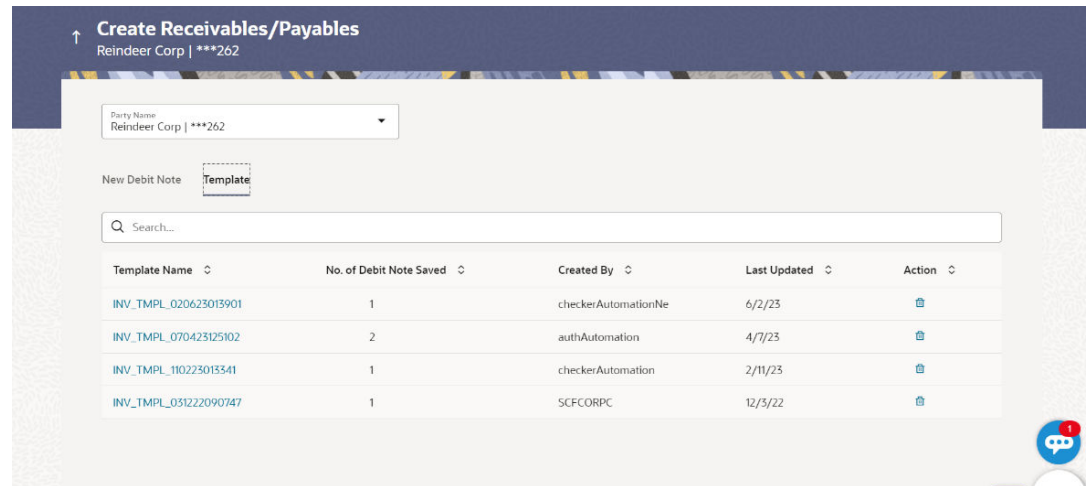 Create Receivables/Payables
Reindeer Corp | ***262
Party Name
Reindeer Corp | ***262
New Debit Note Template
Search...
Template Name No. of Debit Note Saved Created By Last Updated Action
INV_TMPL_020623013901 1 checkerAutomationNe 6/2/23
INV_TMPL_070423125102 2 authAutomation 4/7/23
INV_TMPL_110223013341 1 checkerAutomation 2/11/23
INV_TMPL_031222090747 1 SCFCORPC 12/3/22
1